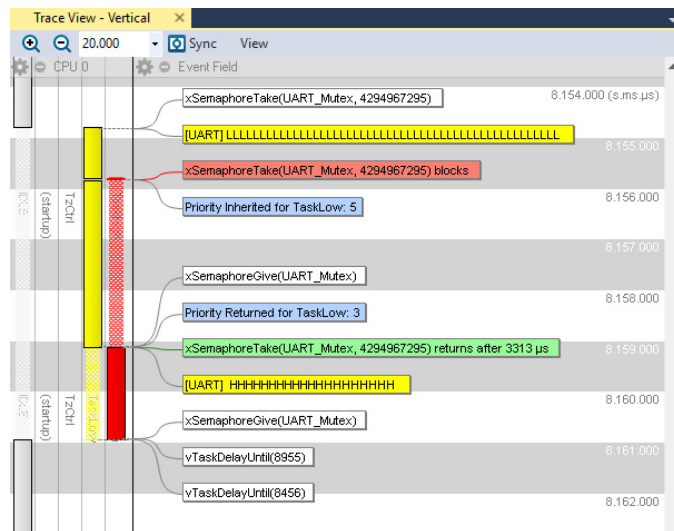 Trace View - Vertical
20.000
Sync
View
CPU 0
Event Field
xSemaphoreTake(UART_Mutex, 4294967295)
8.154.000 (s.ms.µs)
[UART] LLLLLLLLLLLLLLLLLLLLLLLLLLLLLLLLLLLLLLLLLLLLLLLLLL
8.155.000
xSemaphoreTake(UART_Mutex, 4294967295) blocks
8.156.000
Priority Inherited for TaskLow: 5
(startup)
TzCtrl
8.157.000
xSemaphoreGive(UART_Mutex)
8.158.000
Priority Returned for TaskLow: 3
xSemaphoreTake(UART_Mutex, 4294967295) returns after 3313 µs
8.159.000
[UART] HHHHHHHHHHHHHHHHHHHH
8.160.000
(startup)
TzCtrl
TaskLow
xSemaphoreGive(UART_Mutex)
8.161.000
vTaskDelayUntil(8955)
vTaskDelayUntil(8456)
8.162.000